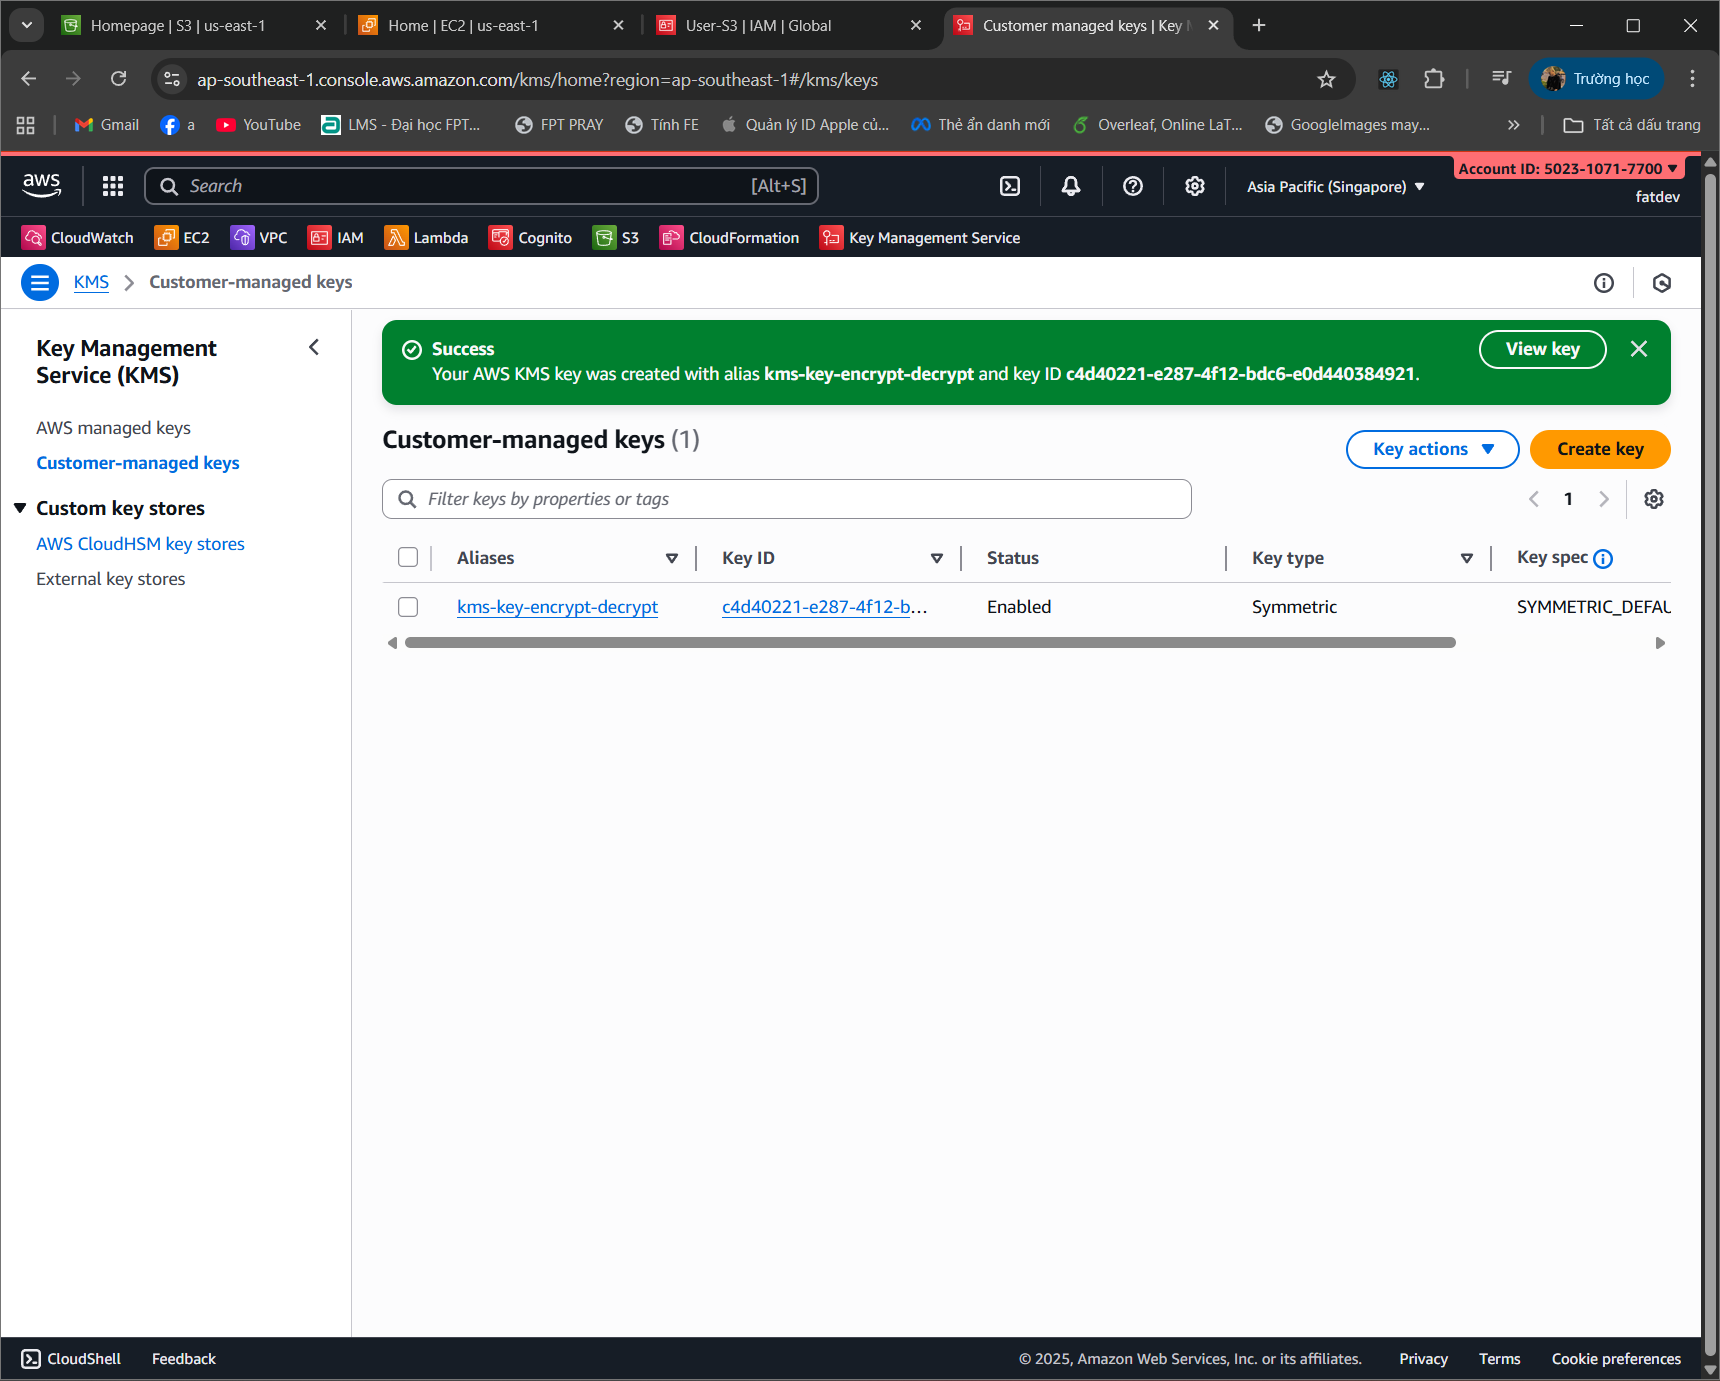 Homepage | S3 | us-east-1
Home | EC2 | us-east-1
User-S3 | IAM | Global
Customer managed keys | Key M
ap-southeast-1.console.aws.amazon.com/kms/home?region=ap-southeast-1#/kms/keys
Trường học
Gmail
a
YouTube
LMS - Đại học FPT...
FPT PRAY
Tính FE
Quản lý ID Apple củ...
Thẻ ẩn danh mới
Overleaf, Online LaT...
GoogleImages may...
Tất cả dấu trang
aws
Search
[Alt+S]
Asia Pacific (Singapore)
Account ID: 5023-1071-7700
fatdev
CloudWatch
EC2
VPC
IAM
Lambda
Cognito
S3
CloudFormation
Key Management Service
KMS
Customer-managed keys
Key Management
Service (KMS)
AWS managed keys
Customer-managed keys
Custom key stores
AWS CloudHSM key stores
External key stores
Success
Your AWS KMS key was created with alias kms-key-encrypt-decrypt and key ID c4d40221-e287-4f12-bdc6-e0d440384921.
View key
Customer-managed keys (1)
Key actions
Create key
Filter keys by properties or tags
1
Aliases
Key ID
Status
Key type
Key spec
kms-key-encrypt-decrypt
c4d40221-e287-4f12-b...
Enabled
Symmetric
SYMMETRIC_DEFAU
CloudShell
Feedback
© 2025, Amazon Web Services, Inc. or its affiliates.
Privacy
Terms
Cookie preferences